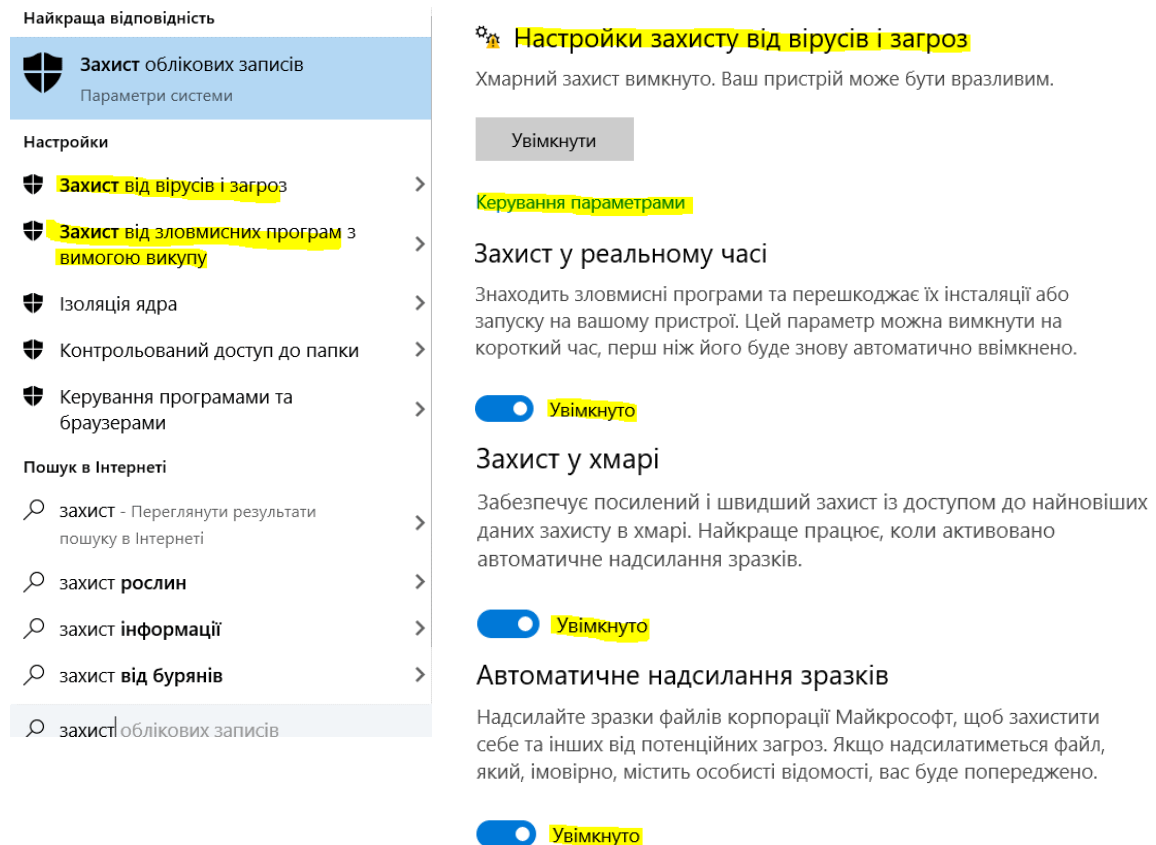 Найкраща відповідність
Захист облікових записів
Параметри системи
Настройки
Захист від вірусів і загроз
Захист від зловмисних програм з
вимогою викупу
Ізоляція ядра
Контрольований доступ до папки
Керування програмами та
браузерами
Пошук в Інтернеті
захист - Переглянути результати
пошуку в Інтернеті
захист рослин
захист інформації
захист від бурянів
захист облікових записів
Настройки захисту від вірусів і загроз
Хмарний захист вимкнуто. Ваш пристрій може бути вразливим.
Увімкнути
Керування параметрами
Захист у реальному часі
Знаходить зловмисні програми та перешкоджає їх інсталяції або
запуску на вашому пристрої. Цей параметр можна вимкнути на
короткий час, перш ніж його буде знову автоматично ввімкнено.
Увімкнуто
Захист у хмарі
Забезпечує посилений і швидший захист із доступом до найновіших
даних захисту в хмарі. Найкраще працює, коли активовано
автоматичне надсилання зразків.
Увімкнуто
Автоматичне надсилання зразків
Надсилайте зразки файлів корпорації Майкрософт, щоб захистити
себе та інших від потенційних загроз. Якщо надсилатиметься файл,
який, імовірно, містить особисті відомості, вас буде попереджено.
Увімкнуто